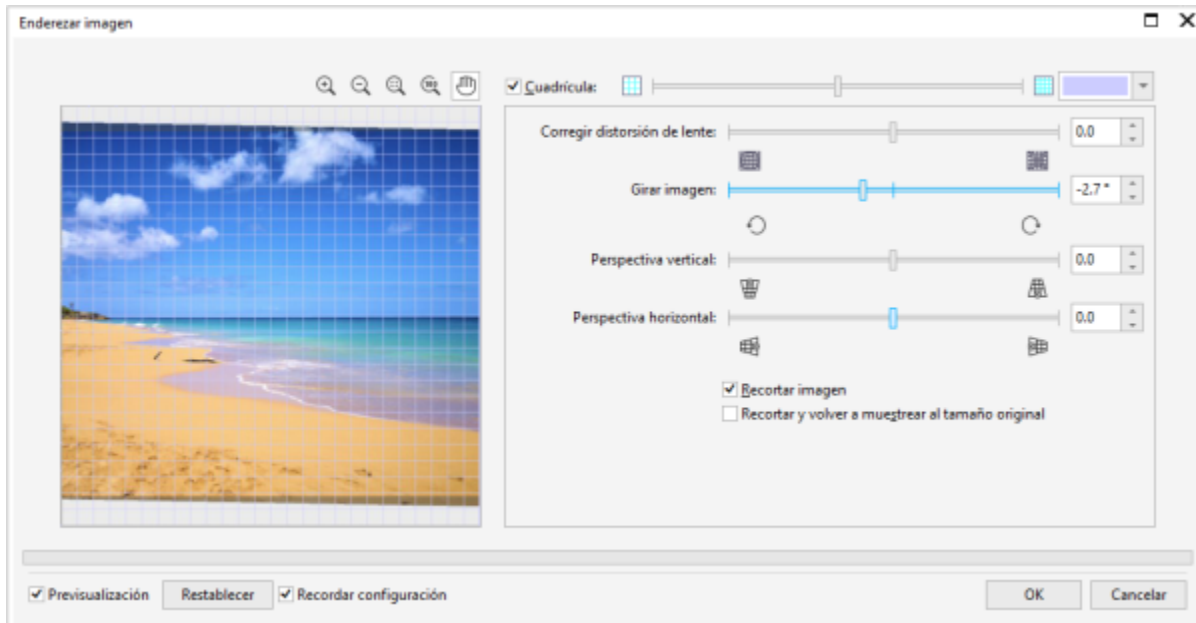 Enderezar imagen
Cuadrícula:
Corregir distorsión de lente: 0.0
Girar imagen: -2.7 °
Perspectiva vertical: 0.0
Perspectiva horizontal: 0.0
Recortar imagen
Recortar y volver a muestrear al tamaño original
Previsualización Restablecer Recordar configuración OK Cancelar